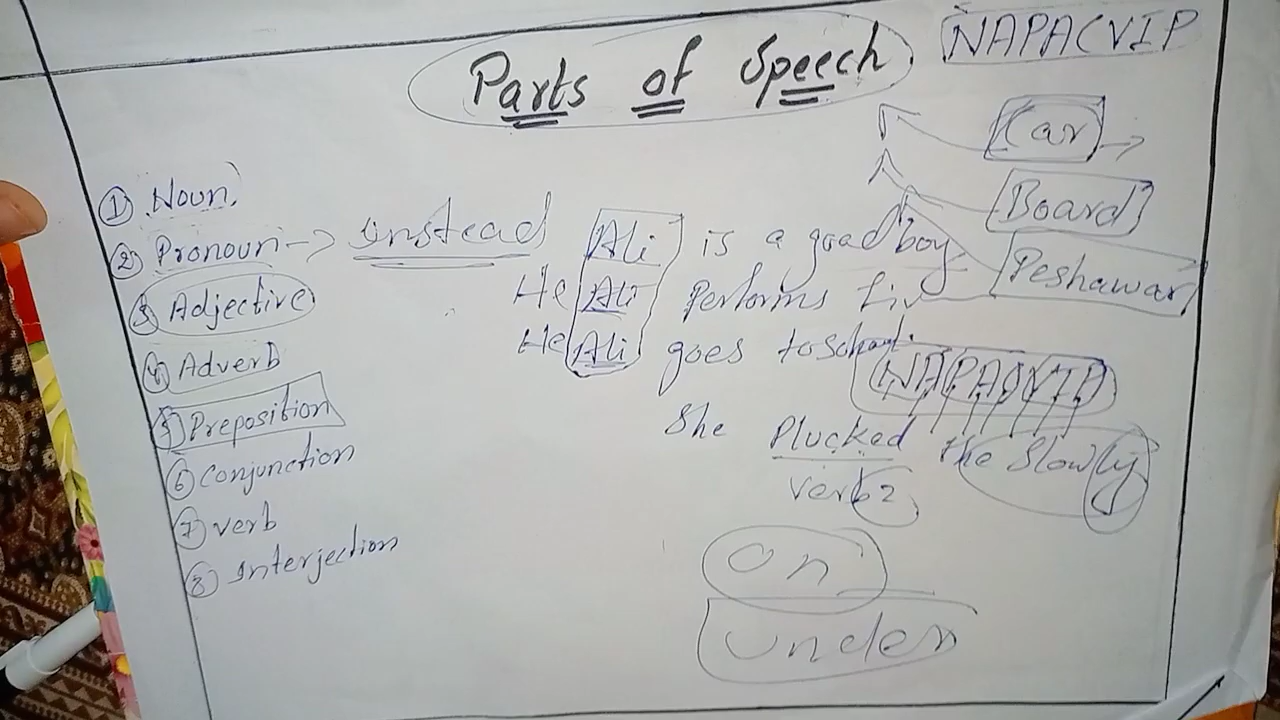 Parts of Speech
NAPACVIP
Car
Board
Peshawar
① Noun.
② Pronoun -> instead
③ Adjective
④ Adverb
⑤ Preposition
⑥ Conjunction
⑦ verb
⑧ Interjection
Ali is a good boy
He Ali Performs
He Ali goes to school.
NAPACVIP
She Plucked the Slowly
verb 2
On
under